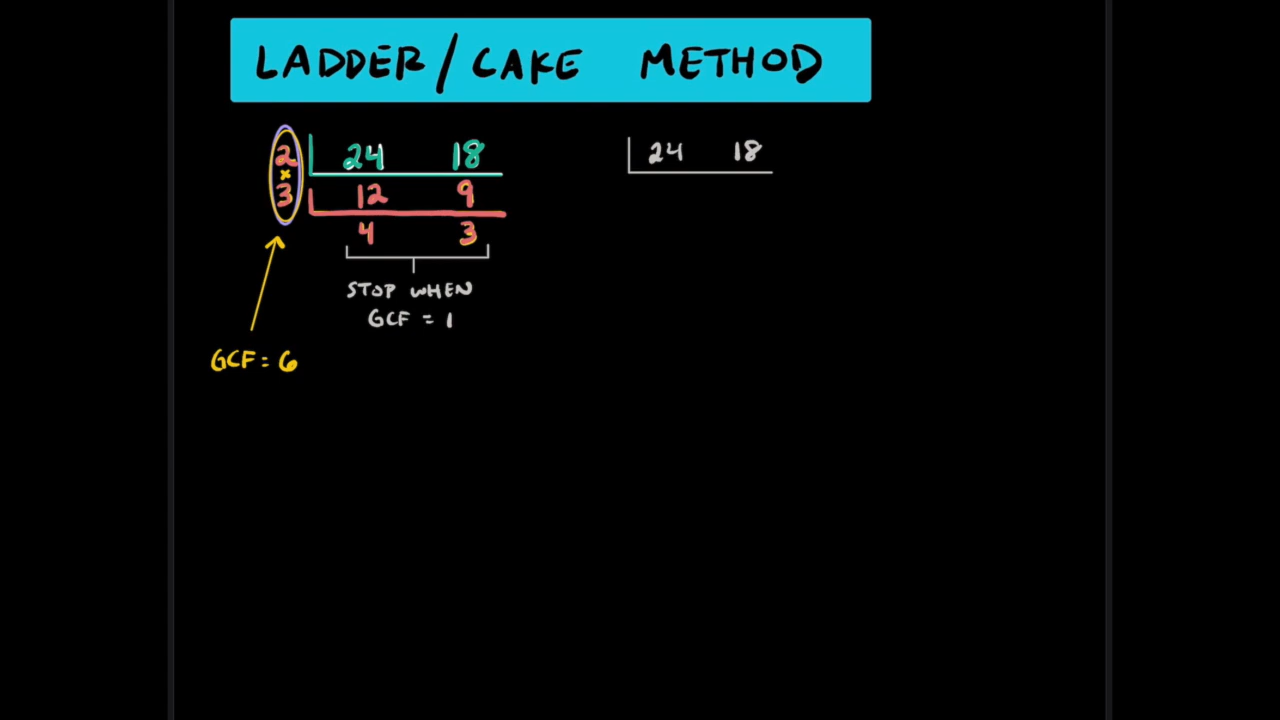 LADDER/CAKE METHOD
2 24 18
×
3 12 9
4 3
STOP WHEN
GCF = 1
GCF = 6
24 18